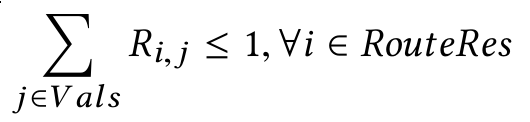 ∑_{j∈Vals} R_{i,j} ≤ 1, ∀i ∈ RouteRes